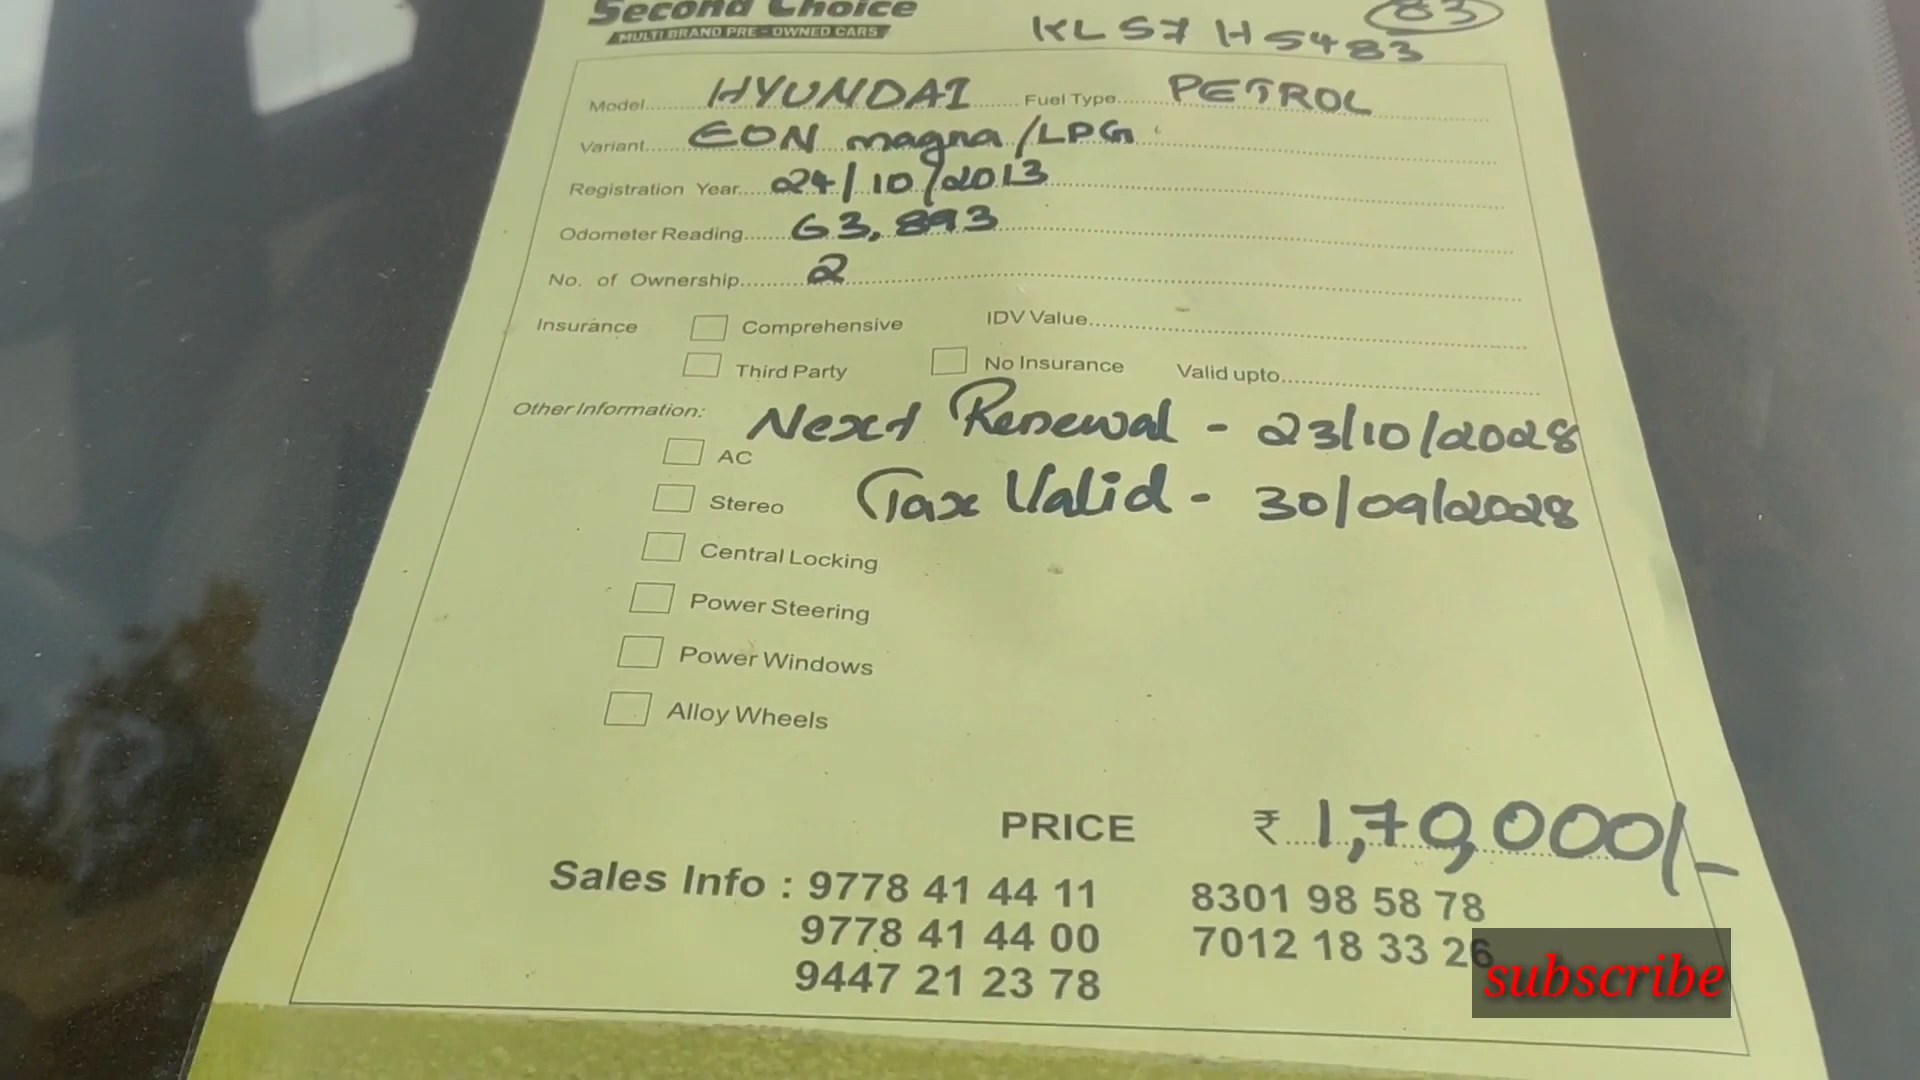 Second Choice
MULTI BRAND PRE - OWNED CARS
83
KL 57 H 5483
Model HYUNDAI Fuel Type PETROL
Variant EON magna/LPG
Registration Year 24/10/2013
Odometer Reading 63,893
No. of Ownership 2
Insurance Comprehensive IDV Value
Third Party No Insurance Valid upto
Other Information: Next Renewal - 23/10/2028
AC
Tax Valid - 30/09/2028
Stereo
Central Locking
Power Steering
Power Windows
Alloy Wheels
PRICE ₹ 1,70,000/-
Sales Info : 9778 41 44 11 8301 98 58 78
9778 41 44 00 7012 18 33 26
9447 21 23 78
subscribe